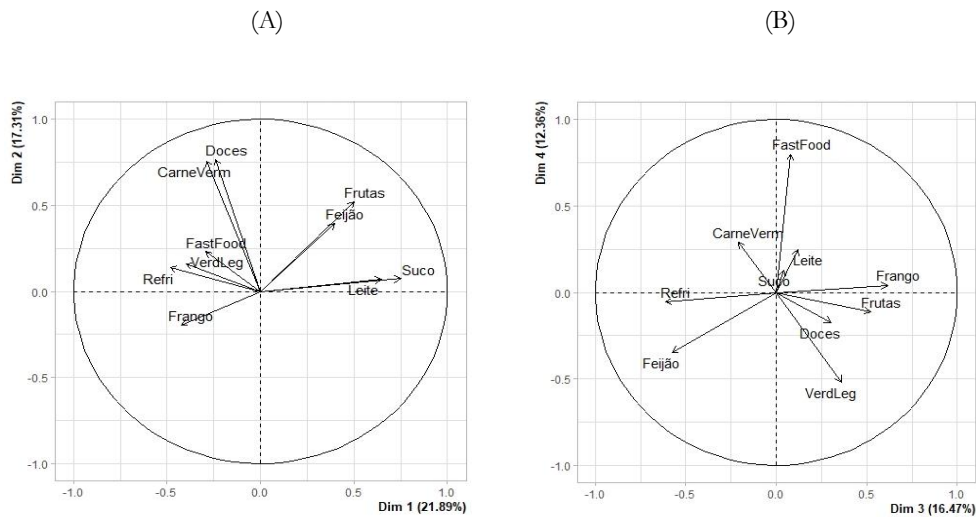 (A)
(B)
Dim 2 (17.31%)
1.0
0.5
0.0
-0.5
-1.0
Doces
CarneVerm
Frutas
Feijão
FastFood
VerdLeg
Refri
Suco
Leite
Frango
-1.0
-0.5
0.0
0.5
1.0
Dim 1 (21.89%)
Dim 4 (12.36%)
1.0
0.5
0.0
-0.5
-1.0
FastFood
CarneVerm
Leite
Suco
Frango
Refri
Frutas
Doces
Feijão
VerdLeg
-1.0
-0.5
0.0
0.5
1.0
Dim 3 (16.47%)